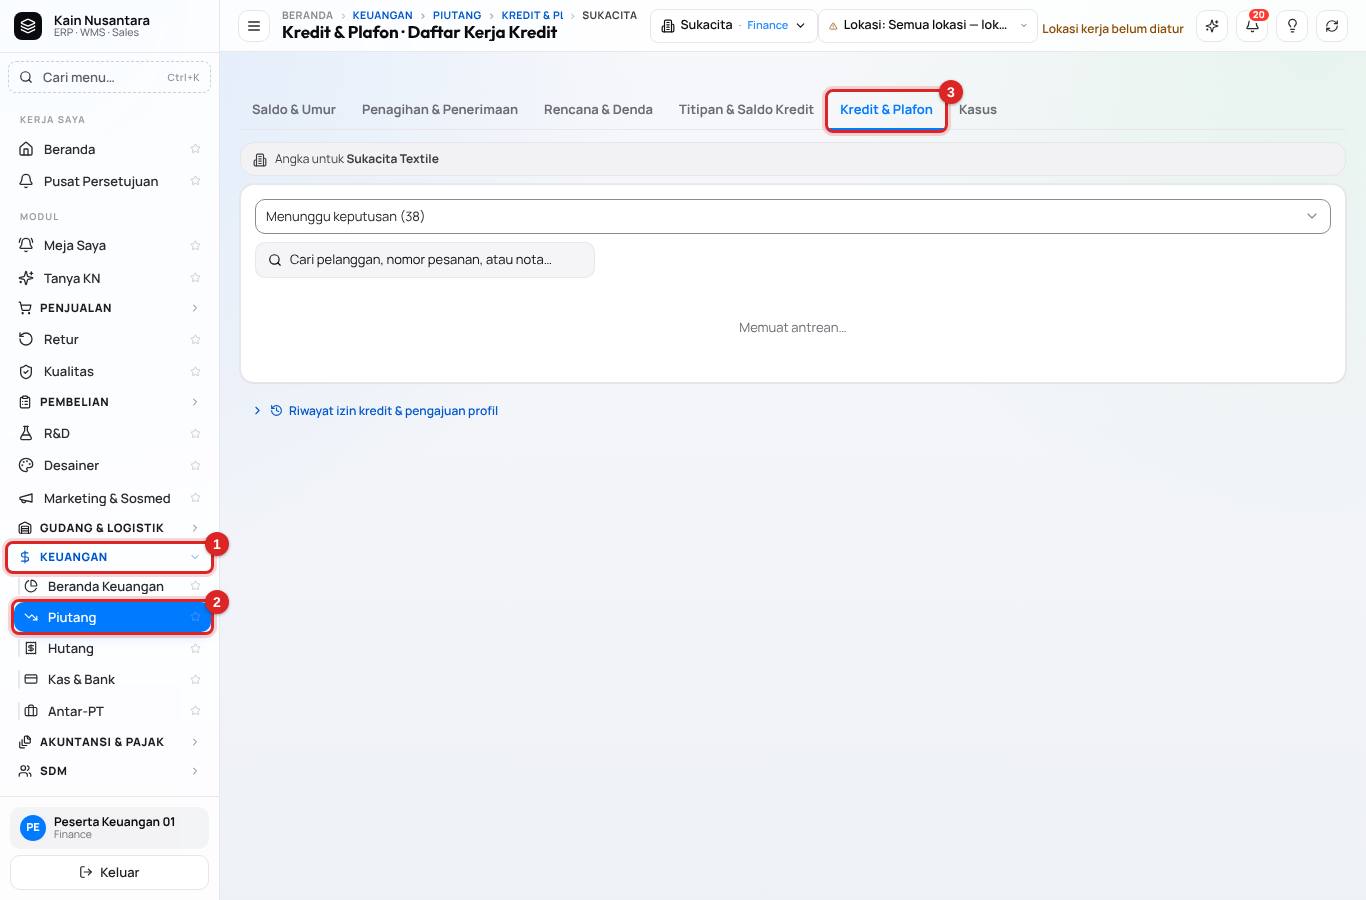 Kain Nusantara
ERP · WMS · Sales
Cari menu... Ctrl+K
KERJA SAYA
Beranda
Pusat Persetujuan
MODUL
Meja Saya
Tanya KN
PENJUALAN
Retur
Kualitas
PEMBELIAN
R&D
Desainer
Marketing & Sosmed
GUDANG & LOGISTIK
KEUANGAN
1
Beranda Keuangan
Piutang
2
Hutang
Kas & Bank
Antar-PT
AKUNTANSI & PAJAK
SDM
PE
Peserta Keuangan 01
Finance
Keluar
BERANDA > KEUANGAN > PIUTANG > KREDIT & PL > SUKACITA
Kredit & Plafon · Daftar Kerja Kredit
Sukacita · Finance
Lokasi: Semua lokasi — lok...
Lokasi kerja belum diatur
20
Saldo & Umur
Penagihan & Penerimaan
Rencana & Denda
Titipan & Saldo Kredit
Kredit & Plafon
3
Kasus
Angka untuk Sukacita Textile
Menunggu keputusan (38)
Cari pelanggan, nomor pesanan, atau nota...
Memuat antrean...
Riwayat izin kredit & pengajuan profil